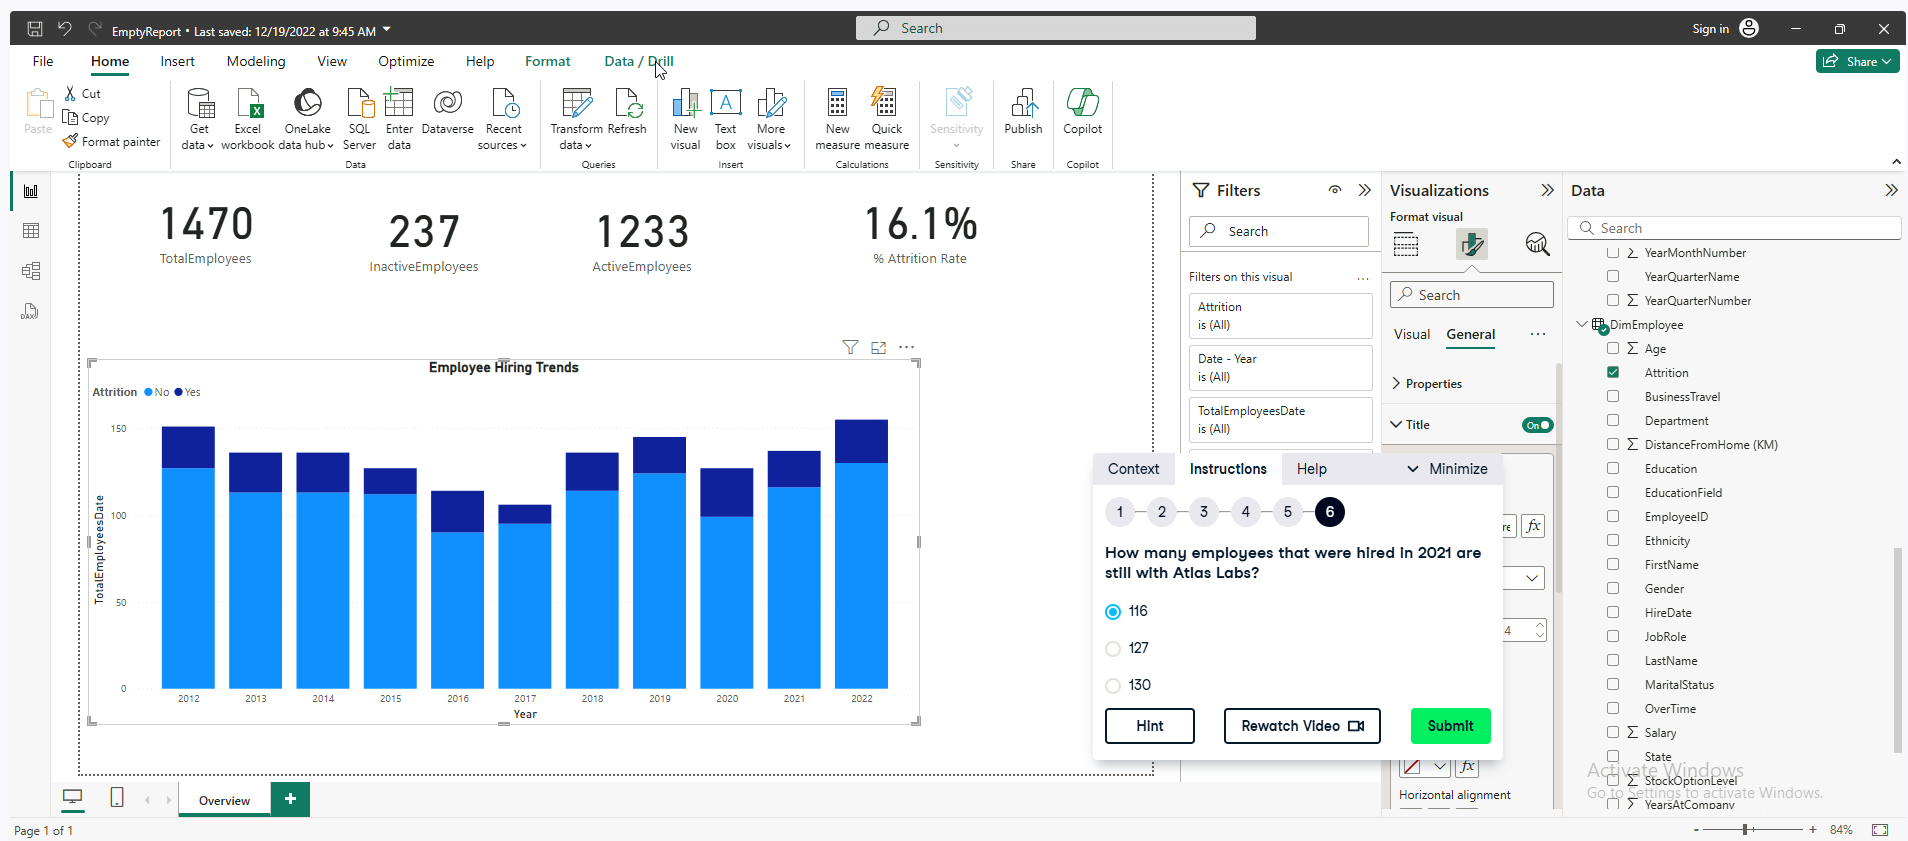 EmptyReport • Last saved: 12/19/2022 at 9:45 AM
Search
Sign in
File Home Insert Modeling View Optimize Help Format Data / Drill
Share
Paste
Cut
Copy
Format painter
Clipboard
Get data
Excel workbook
OneLake data hub
SQL Server
Enter data
Dataverse
Recent sources
Data
Transform data
Refresh
Queries
New visual
Text box
More visuals
Insert
New measure
Quick measure
Calculations
Sensitivity
Sensitivity
Publish
Share
Copilot
Copilot
1470
TotalEmployees
237
InactiveEmployees
1233
ActiveEmployees
16.1%
% Attrition Rate
Employee Hiring Trends
Attrition No Yes
TotalEmployeesDate
150
100
50
0
2012 2013 2014 2015 2016 2017 2018 2019 2020 2021 2022
Year
Filters
Search
Filters on this visual
Attrition
is (All)
Date - Year
is (All)
TotalEmployeesDate
is (All)
Visualizations
Format visual
Search
Visual General
Properties
Title On
4
fx
fx
Horizontal alignment
Context Instructions Help Minimize
1 2 3 4 5 6
How many employees that were hired in 2021 are
still with Atlas Labs?
116
127
130
Hint
Rewatch Video
Submit
Data
Search
YearMonthNumber
YearQuarterName
YearQuarterNumber
DimEmployee
Age
Attrition
BusinessTravel
Department
DistanceFromHome (KM)
Education
EducationField
EmployeeID
Ethnicity
FirstName
Gender
HireDate
JobRole
LastName
MaritalStatus
OverTime
Salary
State
StockOptionLevel
YearsAtCompany
Activate Windows
Go to Settings to activate Windows.
Overview
+
Page 1 of 1
- + 84%